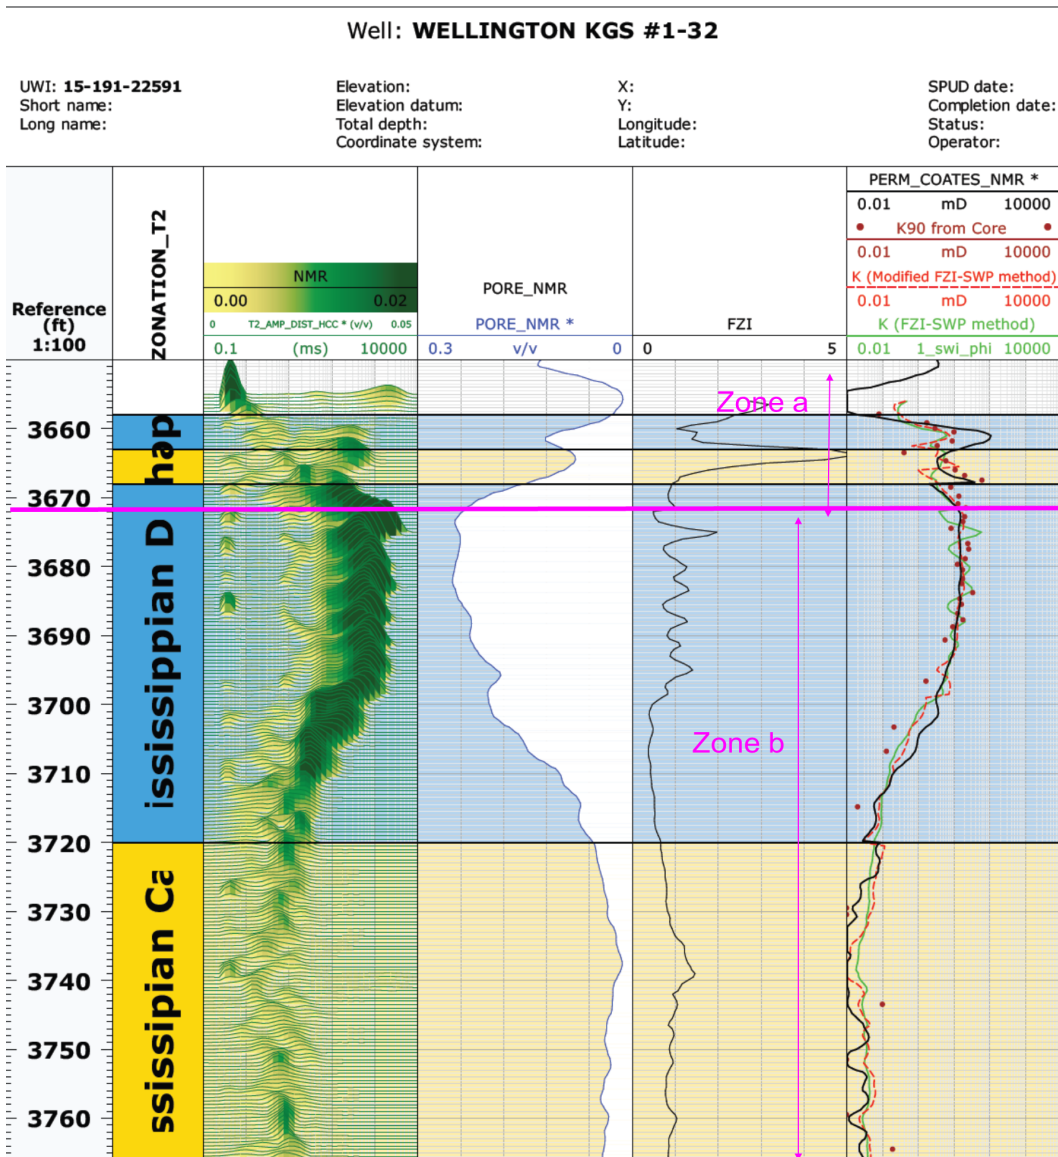 Well: WELLINGTON KGS #1-32
UWI: 15-191-22591
Short name:
Long name:
Elevation:
Elevation datum:
Total depth:
Coordinate system:
X:
Y:
Longitude:
Latitude:
SPUD date:
Completion date:
Status:
Operator:
Reference
(ft)
1:100
ZONATION_T2
NMR
0.00 0.02
0 T2_AMP_DIST_HCC * (v/v) 0.05
0.1 (ms) 10000
PORE_NMR
PORE_NMR *
0.3 v/v 0
FZI
0 5
PERM_COATES_NMR *
0.01 mD 10000
K90 from Core
0.01 mD 10000
K (Modified FZI-SWP method)
0.01 mD 10000
K (FZI-SWP method)
0.01 1_swi_phi 10000
Zone a
3660
hap
3670
3680
ississippian D
3690
3700
Zone b
3710
3720
3730
3740
ssissipian Ca
3750
3760